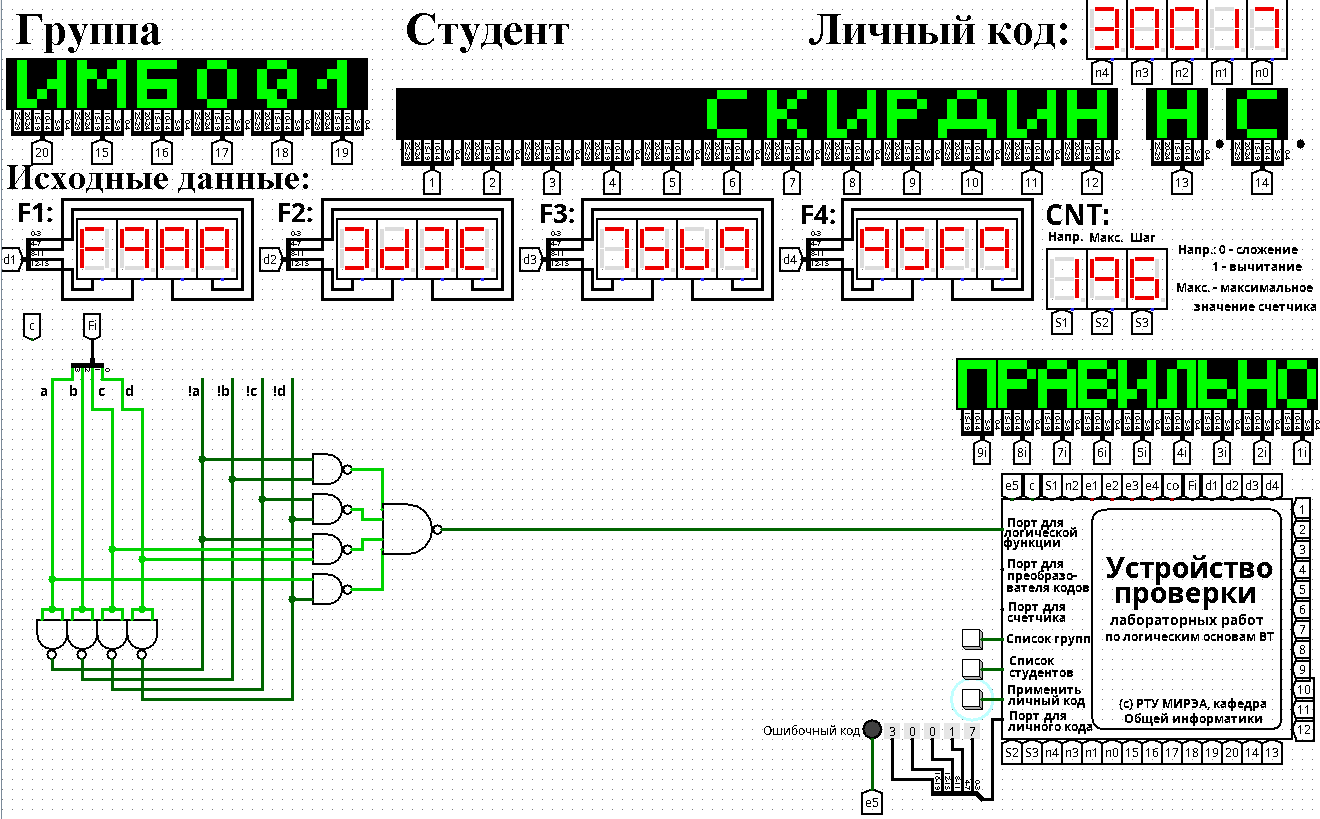 Группа
Студент
Личный код: 30017
n4 n3 n2 n1 n0
ИМБО01
СКИРДИН Н. С.
20 15 16 17 18 19
1 2 3 4 5 6 7 8 9 10 11 12 13 14
Исходные данные:
F1: F9AA
F2: 3d3E
F3: 75b9
F4: 95F9
CNT:
Напр. Макс. Шаг
196
Напр.: 0 - сложение
1 - вычитание
Макс. - максимальное
значение счетчика
d1 d2 d3 d4
S1 S2 S3
c Fi
a b c d !a !b !c !d
ПРАВИЛЬНО
9i 8i 7i 6i 5i 4i 3i 2i 1i
e5 c S1 n2 e1 e2 e3 e4 co Fi d1 d2 d3 d4
Порт для
логической
функции
Порт для
преобразо-
вателя кодов
Порт для
счетчика
Список групп
Список
студентов
Применить
личный код
Порт для
личного кода
Устройство
проверки
лабораторных работ
по логическим основам ВТ
(c) РТУ МИРЭА, кафедра
Общей информатики
1
2
3
4
5
6
7
8
9
10
11
12
Ошибочный код
3 0 0 1 7
e5
S2 S3 n4 n3 n1 n0 15 16 17 18 19 20 14 13